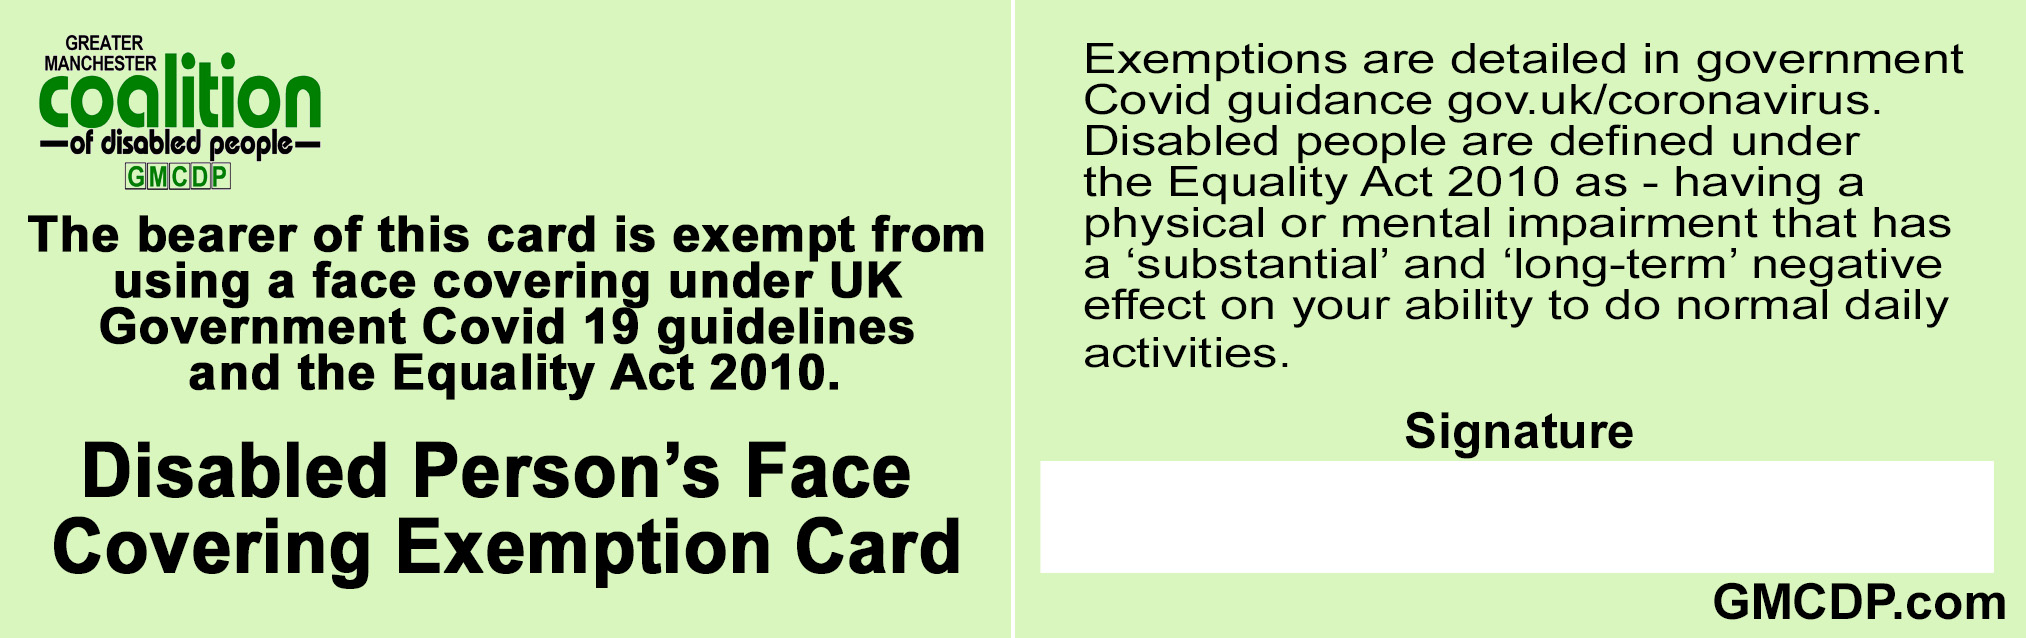 GREATER
MANCHESTER
coalition
—of disabled people—
GMCDP
The bearer of this card is exempt from
using a face covering under UK
Government Covid 19 guidelines
and the Equality Act 2010.
Disabled Person’s Face
Covering Exemption Card
Exemptions are detailed in government
Covid guidance gov.uk/coronavirus.
Disabled people are defined under
the Equality Act 2010 as - having a
physical or mental impairment that has
a ‘substantial’ and ‘long-term’ negative
effect on your ability to do normal daily
activities.
Signature
GMCDP.com